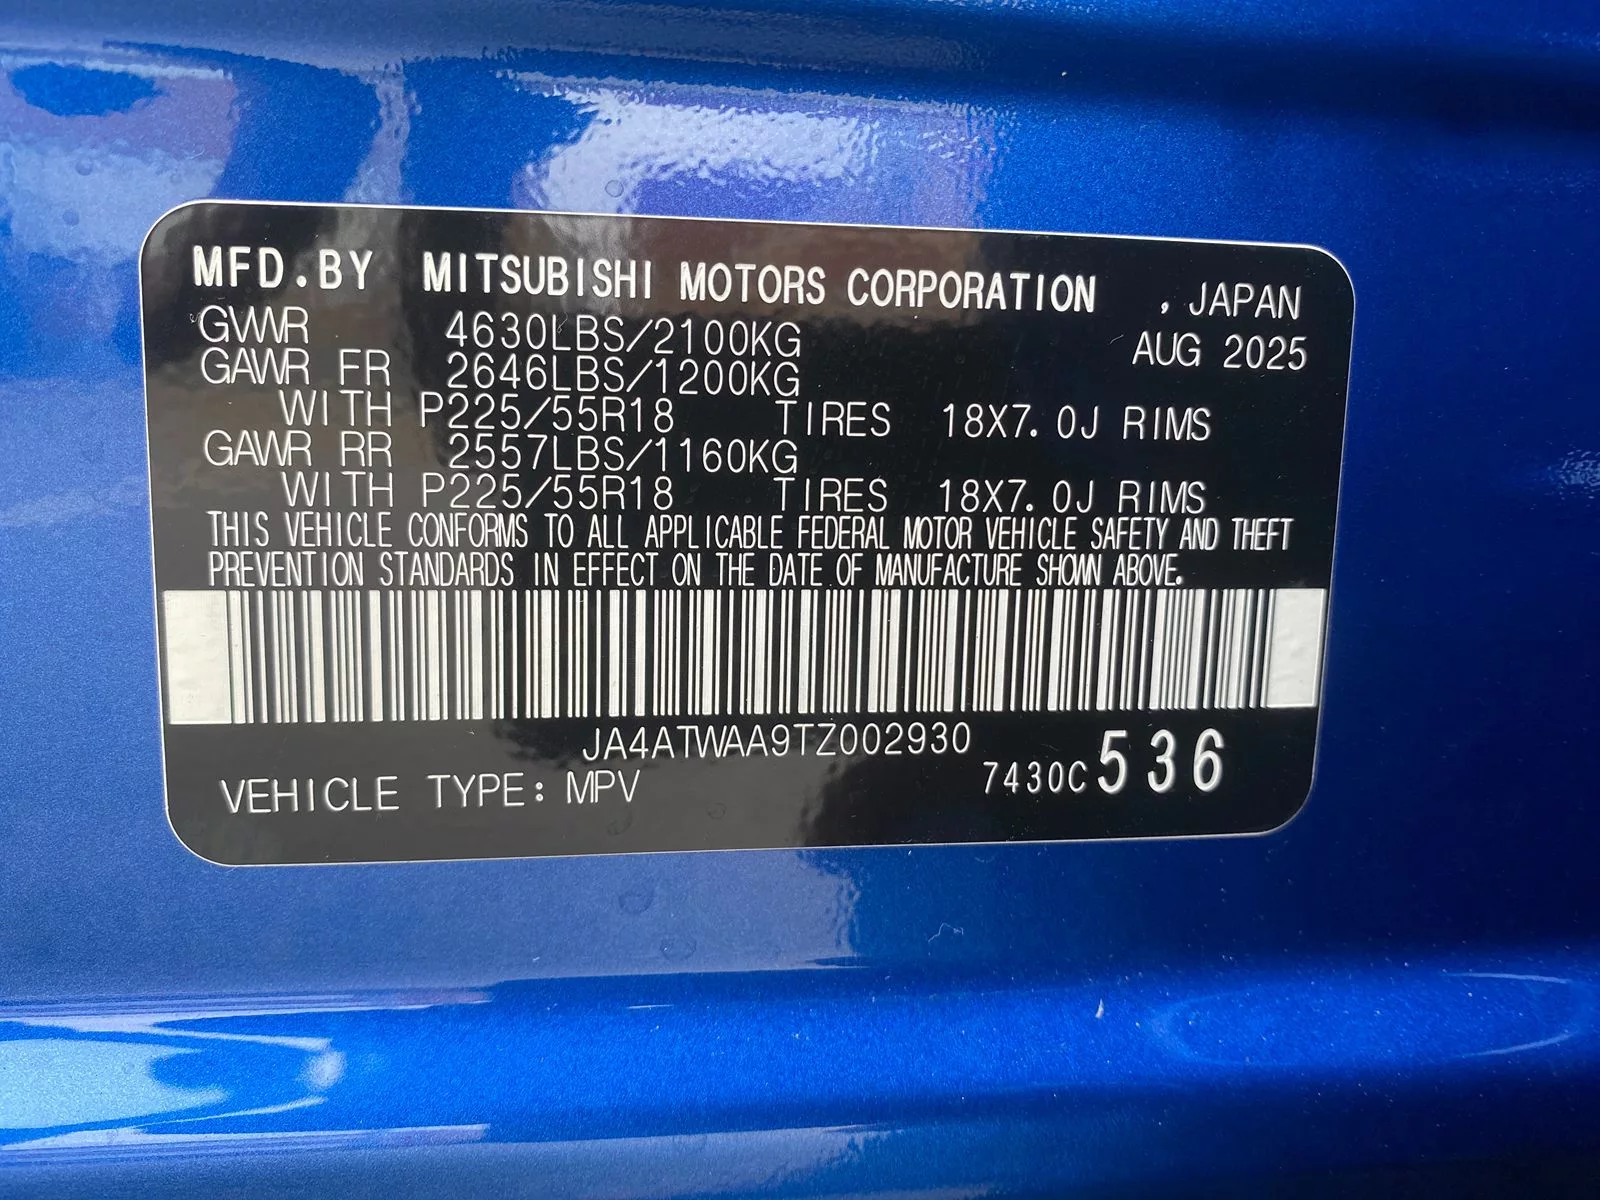 MFD.BY MITSUBISHI MOTORS CORPORATION , JAPAN
GVWR 4630LBS/2100KG AUG 2025
GAWR FR 2646LBS/1200KG
WITH P225/55R18 TIRES 18X7.0J RIMS
GAWR RR 2557LBS/1160KG
WITH P225/55R18 TIRES 18X7.0J RIMS
THIS VEHICLE CONFORMS TO ALL APPLICABLE FEDERAL MOTOR VEHICLE SAFETY AND THEFT
PREVENTION STANDARDS IN EFFECT ON THE DATE OF MANUFACTURE SHOWN ABOVE.
JA4ATWAA9TZ002930
VEHICLE TYPE: MPV 7430C 536